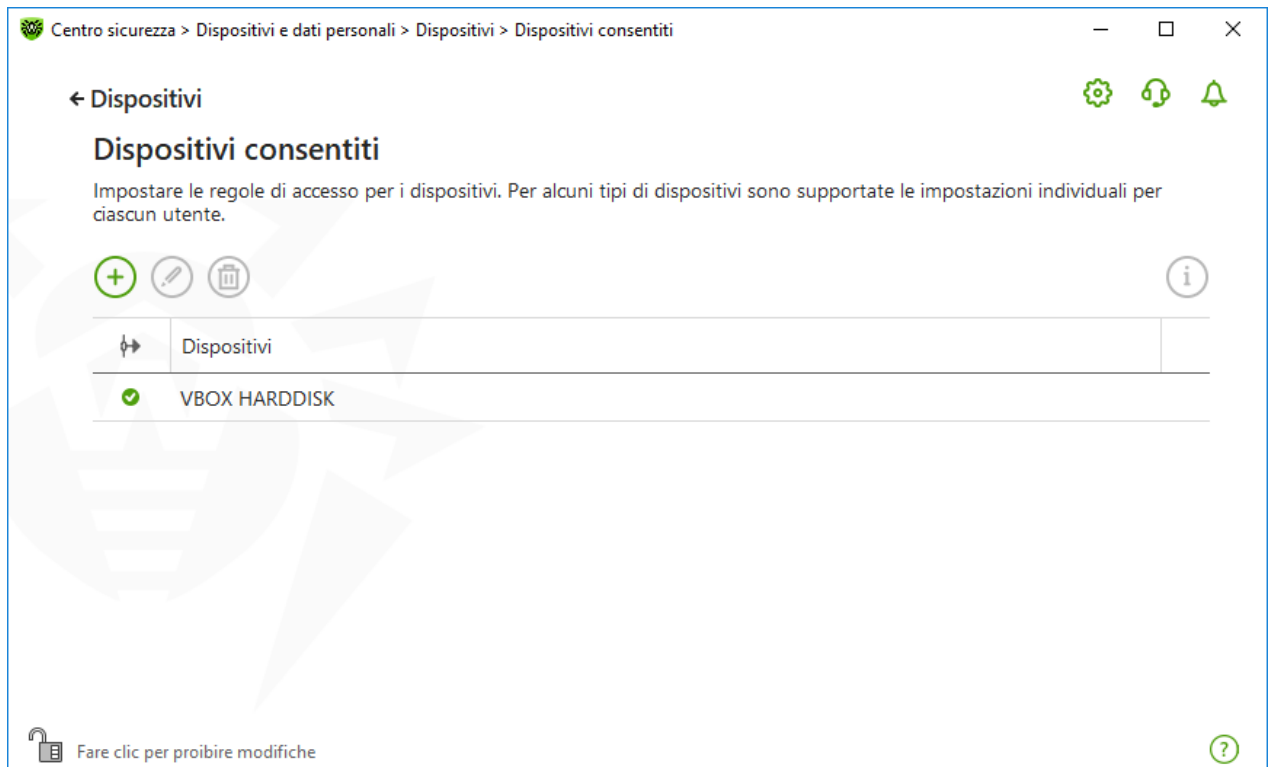 Centro sicurezza > Dispositivi e dati personali > Dispositivi > Dispositivi consentiti
Dispositivi
Dispositivi consentiti
Impostare le regole di accesso per i dispositivi. Per alcuni tipi di dispositivi sono supportate le impostazioni individuali per
ciascun utente.
Dispositivi
VBOX HARDDISK
Fare clic per proibire modifiche